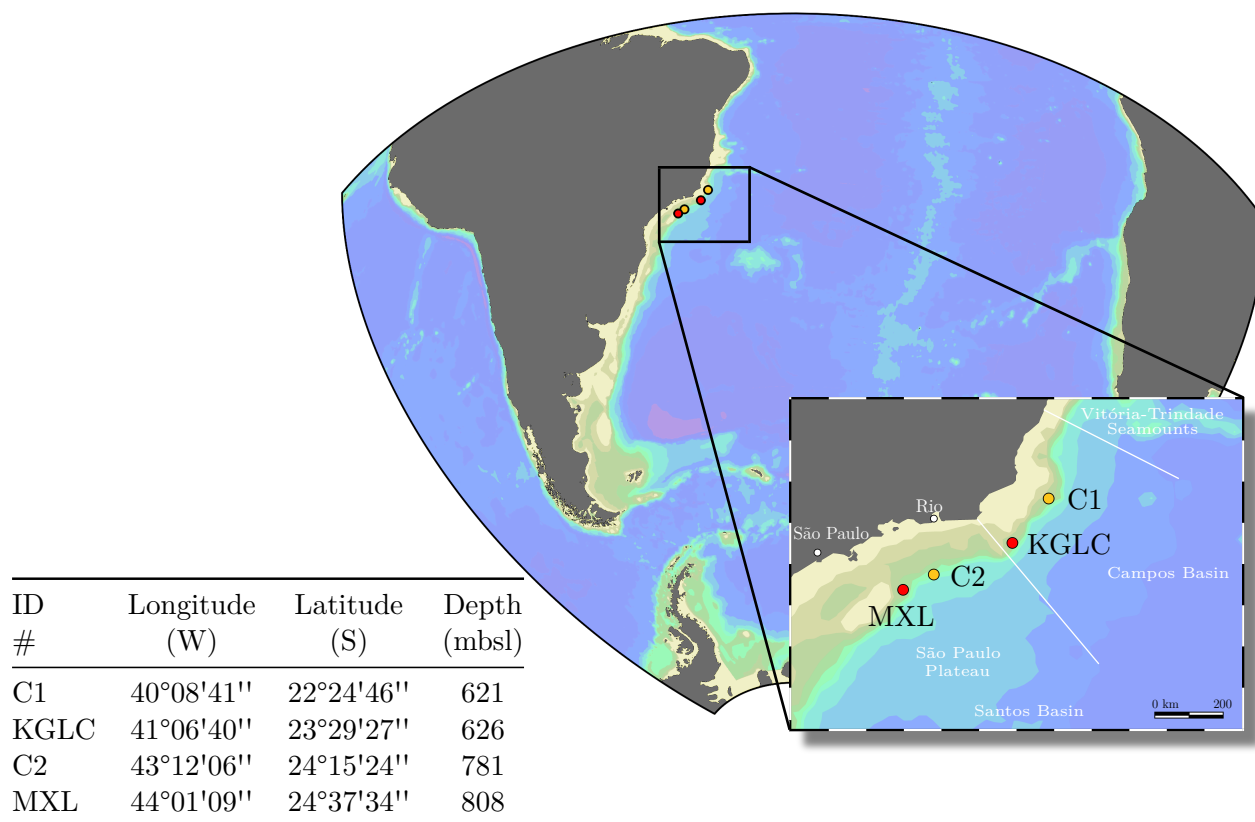 Vitória-Trindade
Seamounts
C1
Rio
São Paulo
KGLC
C2
Campos Basin
MXL
São Paulo
Plateau
Santos Basin
0 km 200
ID Longitude Latitude Depth
# (W) (S) (mbsl)
C1 40°08'41'' 22°24'46'' 621
KGLC 41°06'40'' 23°29'27'' 626
C2 43°12'06'' 24°15'24'' 781
MXL 44°01'09'' 24°37'34'' 808